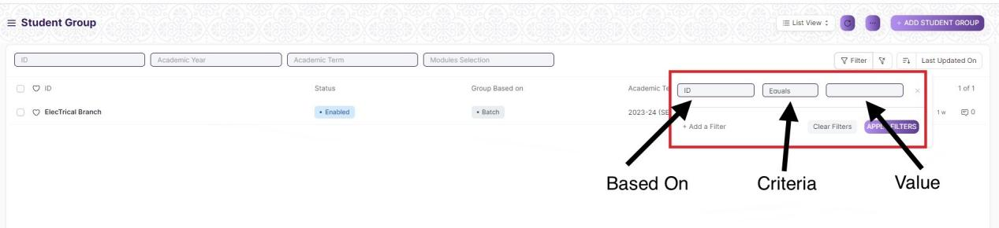 Student Group
List View
+ ADD STUDENT GROUP
ID
Academic Year
Academic Term
Modules Selection
Filter
Last Updated On
ID
Status
Group Based on
Academic Te
1 of 1
ElecTrical Branch
• Enabled
• Batch
2023-24 (SE
1 w
0
ID
Equals
+ Add a Filter
Clear Filters
APPLY FILTERS
Based On
Criteria
Value